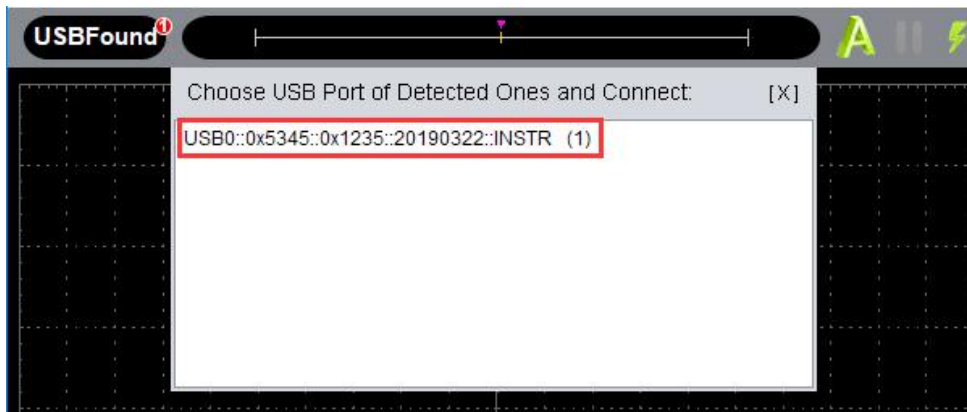 USBFound 1
A
Choose USB Port of Detected Ones and Connect: [X]
USB0::0x5345::0x1235::20190322::INSTR (1)